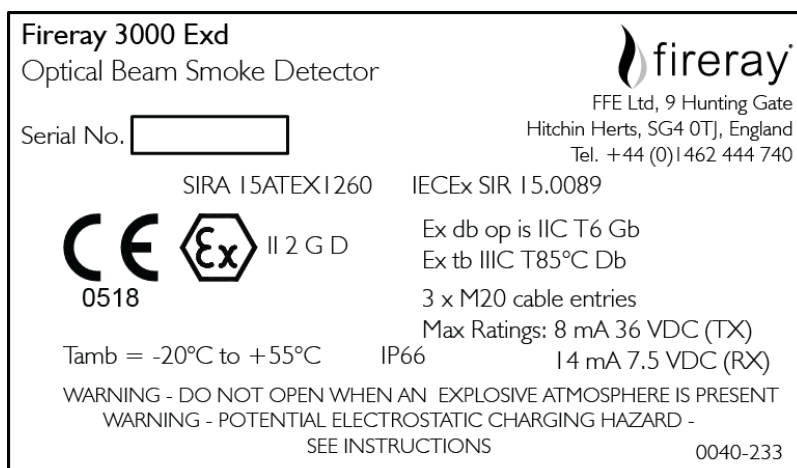 Fireray 3000 Exd
Optical Beam Smoke Detector
fireray
FFE Ltd, 9 Hunting Gate
Hitchin Herts, SG4 0TJ, England
Tel. +44 (0)1462 444 740
Serial No.
SIRA 15ATEX1260 IECEx SIR 15.0089
CE Ex II 2 G D
0518
Ex db op is IIC T6 Gb
Ex tb IIIC T85°C Db
3 x M20 cable entries
Max Ratings: 8 mA 36 VDC (TX)
14 mA 7.5 VDC (RX)
Tamb = -20°C to +55°C IP66
WARNING - DO NOT OPEN WHEN AN EXPLOSIVE ATMOSPHERE IS PRESENT
WARNING - POTENTIAL ELECTROSTATIC CHARGING HAZARD -
SEE INSTRUCTIONS
0040-233